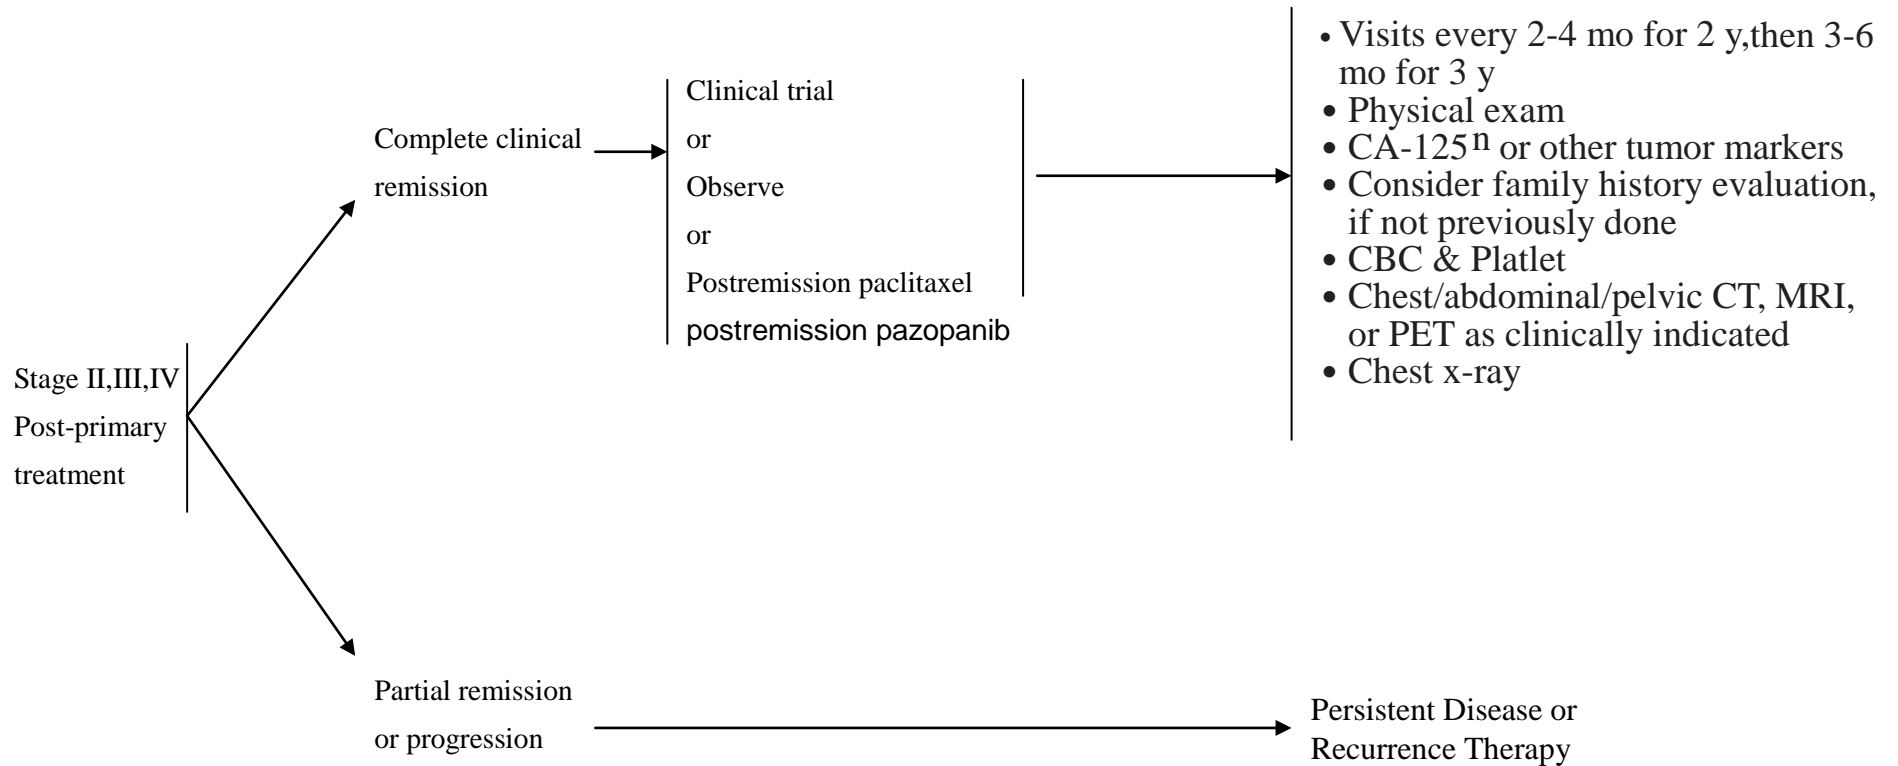 Stage II,III,IV
Post-primary
treatment
Complete clinical
remission
Clinical trial
or
Observe
or
Postremission paclitaxel
postremission pazopanib
• Visits every 2-4 mo for 2 y,then 3-6
mo for 3 y
• Physical exam
• CA-125ⁿ or other tumor markers
• Consider family history evaluation,
if not previously done
• CBC & Platlet
• Chest/abdominal/pelvic CT, MRI,
or PET as clinically indicated
• Chest x-ray
Partial remission
or progression
Persistent Disease or
Recurrence Therapy